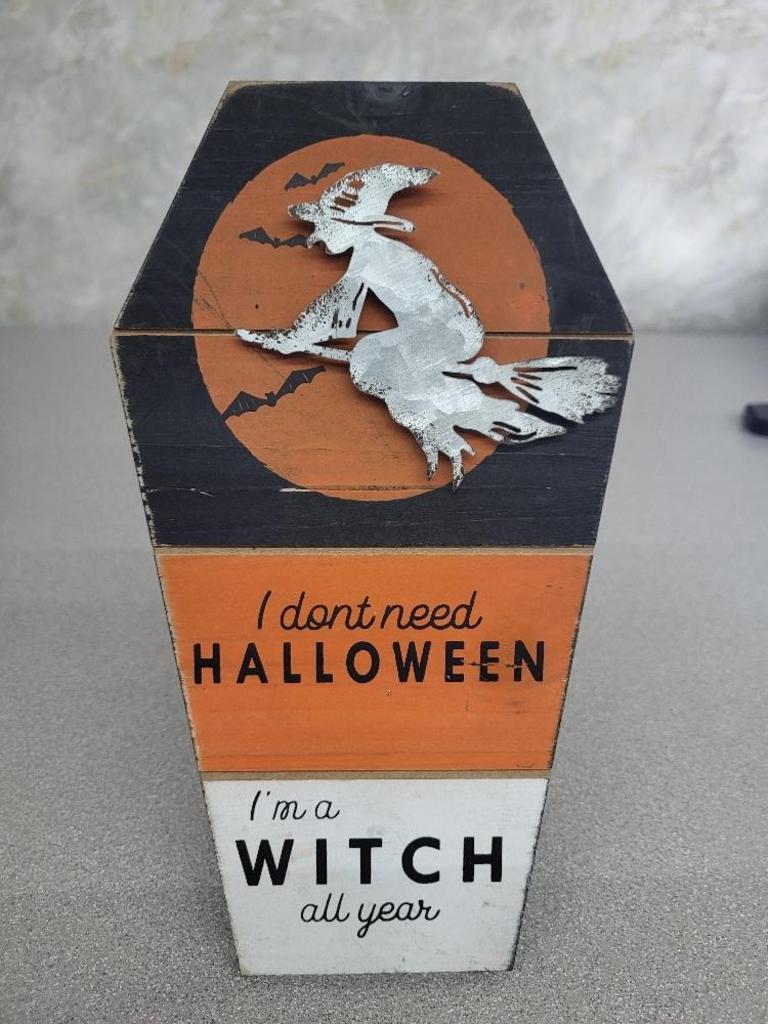 I dont need
HALLOWEEN
I'm a
WITCH
all year